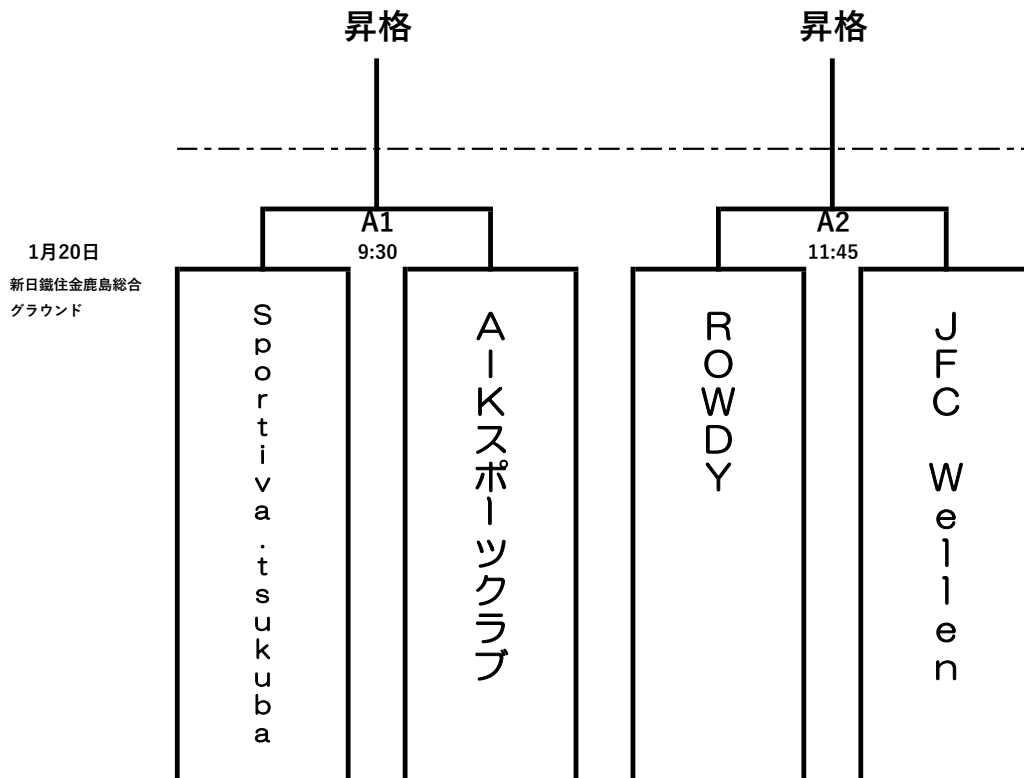 昇格
昇格
A1
A2
1月20日
9:30
11:45
新日鐵住金鹿島総合
グラウンド
Sportiva.tsukuba
AIKスポーツクラブ
ROWDY
JFC Wellen